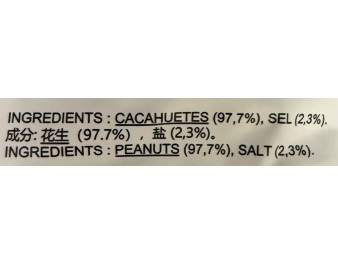 INGREDIENTS : CACAHUETES (97,7%), SEL (2,3%).
成分: 花生（97.7%）, 盐 (2,3%)。
INGREDIENTS : PEANUTS (97,7%), SALT (2,3%).